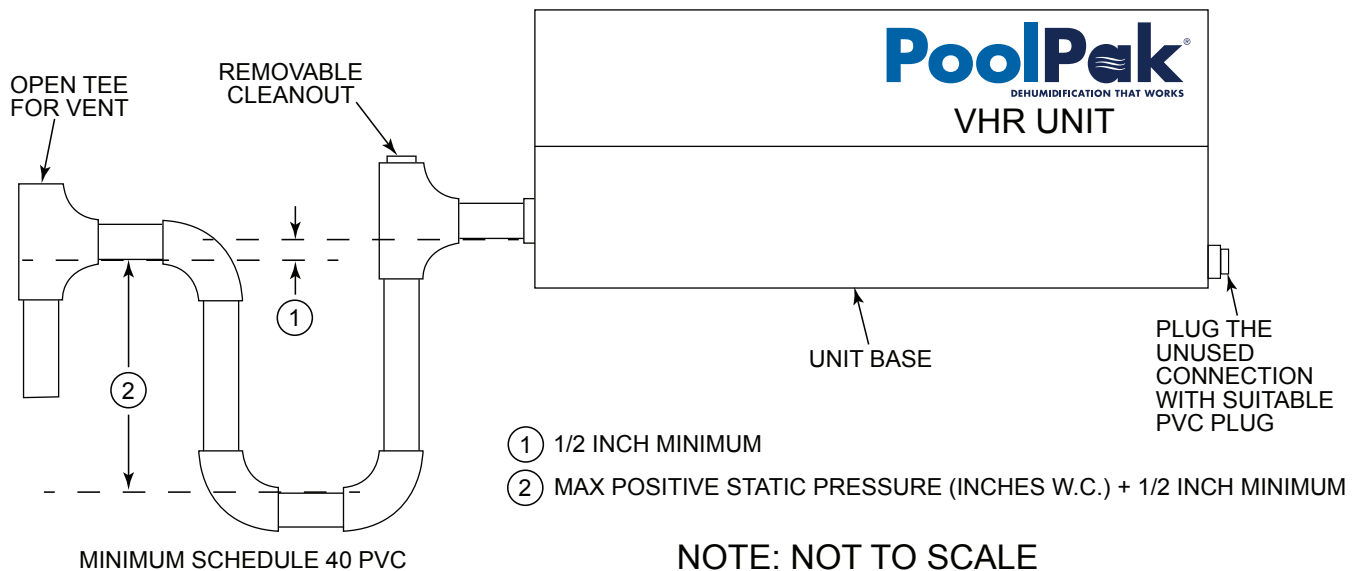 OPEN TEE
FOR VENT
REMOVABLE
CLEANOUT
PoolPak®
DEHUMIDIFICATION THAT WORKS
VHR UNIT
1
2
UNIT BASE
PLUG THE
UNUSED
CONNECTION
WITH SUITABLE
PVC PLUG
1 1/2 INCH MINIMUM
2 MAX POSITIVE STATIC PRESSURE (INCHES W.C.) + 1/2 INCH MINIMUM
MINIMUM SCHEDULE 40 PVC
NOTE: NOT TO SCALE